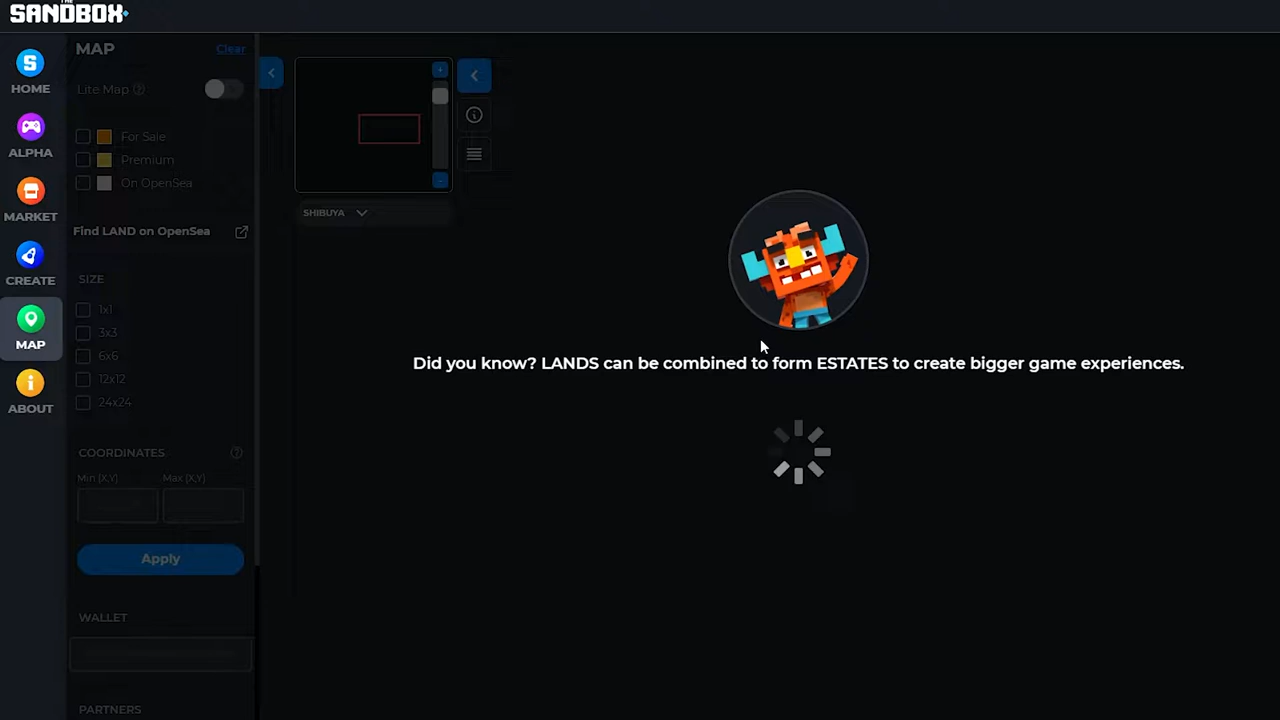 THE
SANDBOX
S
HOME
ALPHA
MARKET
CREATE
MAP
i
ABOUT
MAP
Clear
Lite Map ?
For Sale
Premium
On OpenSea
Find LAND on OpenSea
SIZE
1x1
3x3
6x6
12x12
24x24
COORDINATES ?
Min (X,Y) Max (X,Y)
Apply
WALLET
PARTNERS
+
-
SHIBUYA
Did you know? LANDS can be combined to form ESTATES to create bigger game experiences.